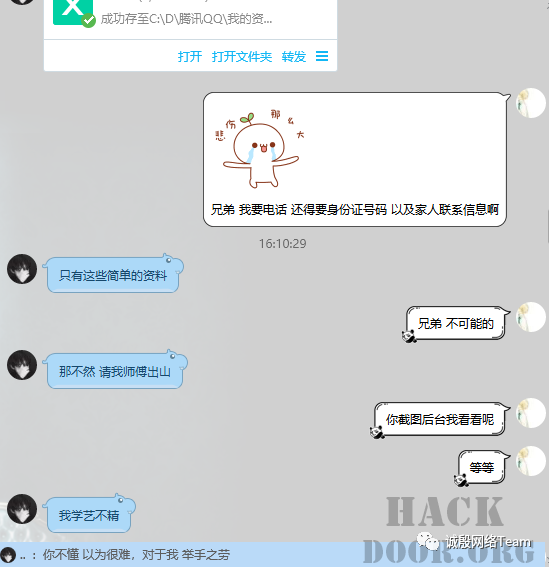 X
成功存至C:\D\腾讯QQ\我的资...
打开 打开文件夹 转发
悲 伤 那 么 大
兄弟 我要电话 还得要身份证号码 以及家人联系信息啊
16:10:29
只有这些简单的资料
兄弟 不可能的
那不然 请我师傅出山
你截图后台我看看呢
等等
我学艺不精
HACK
DOOR.ORG
诚殷网络Team
.. : 你不懂 以为很难，对于我 举手之劳